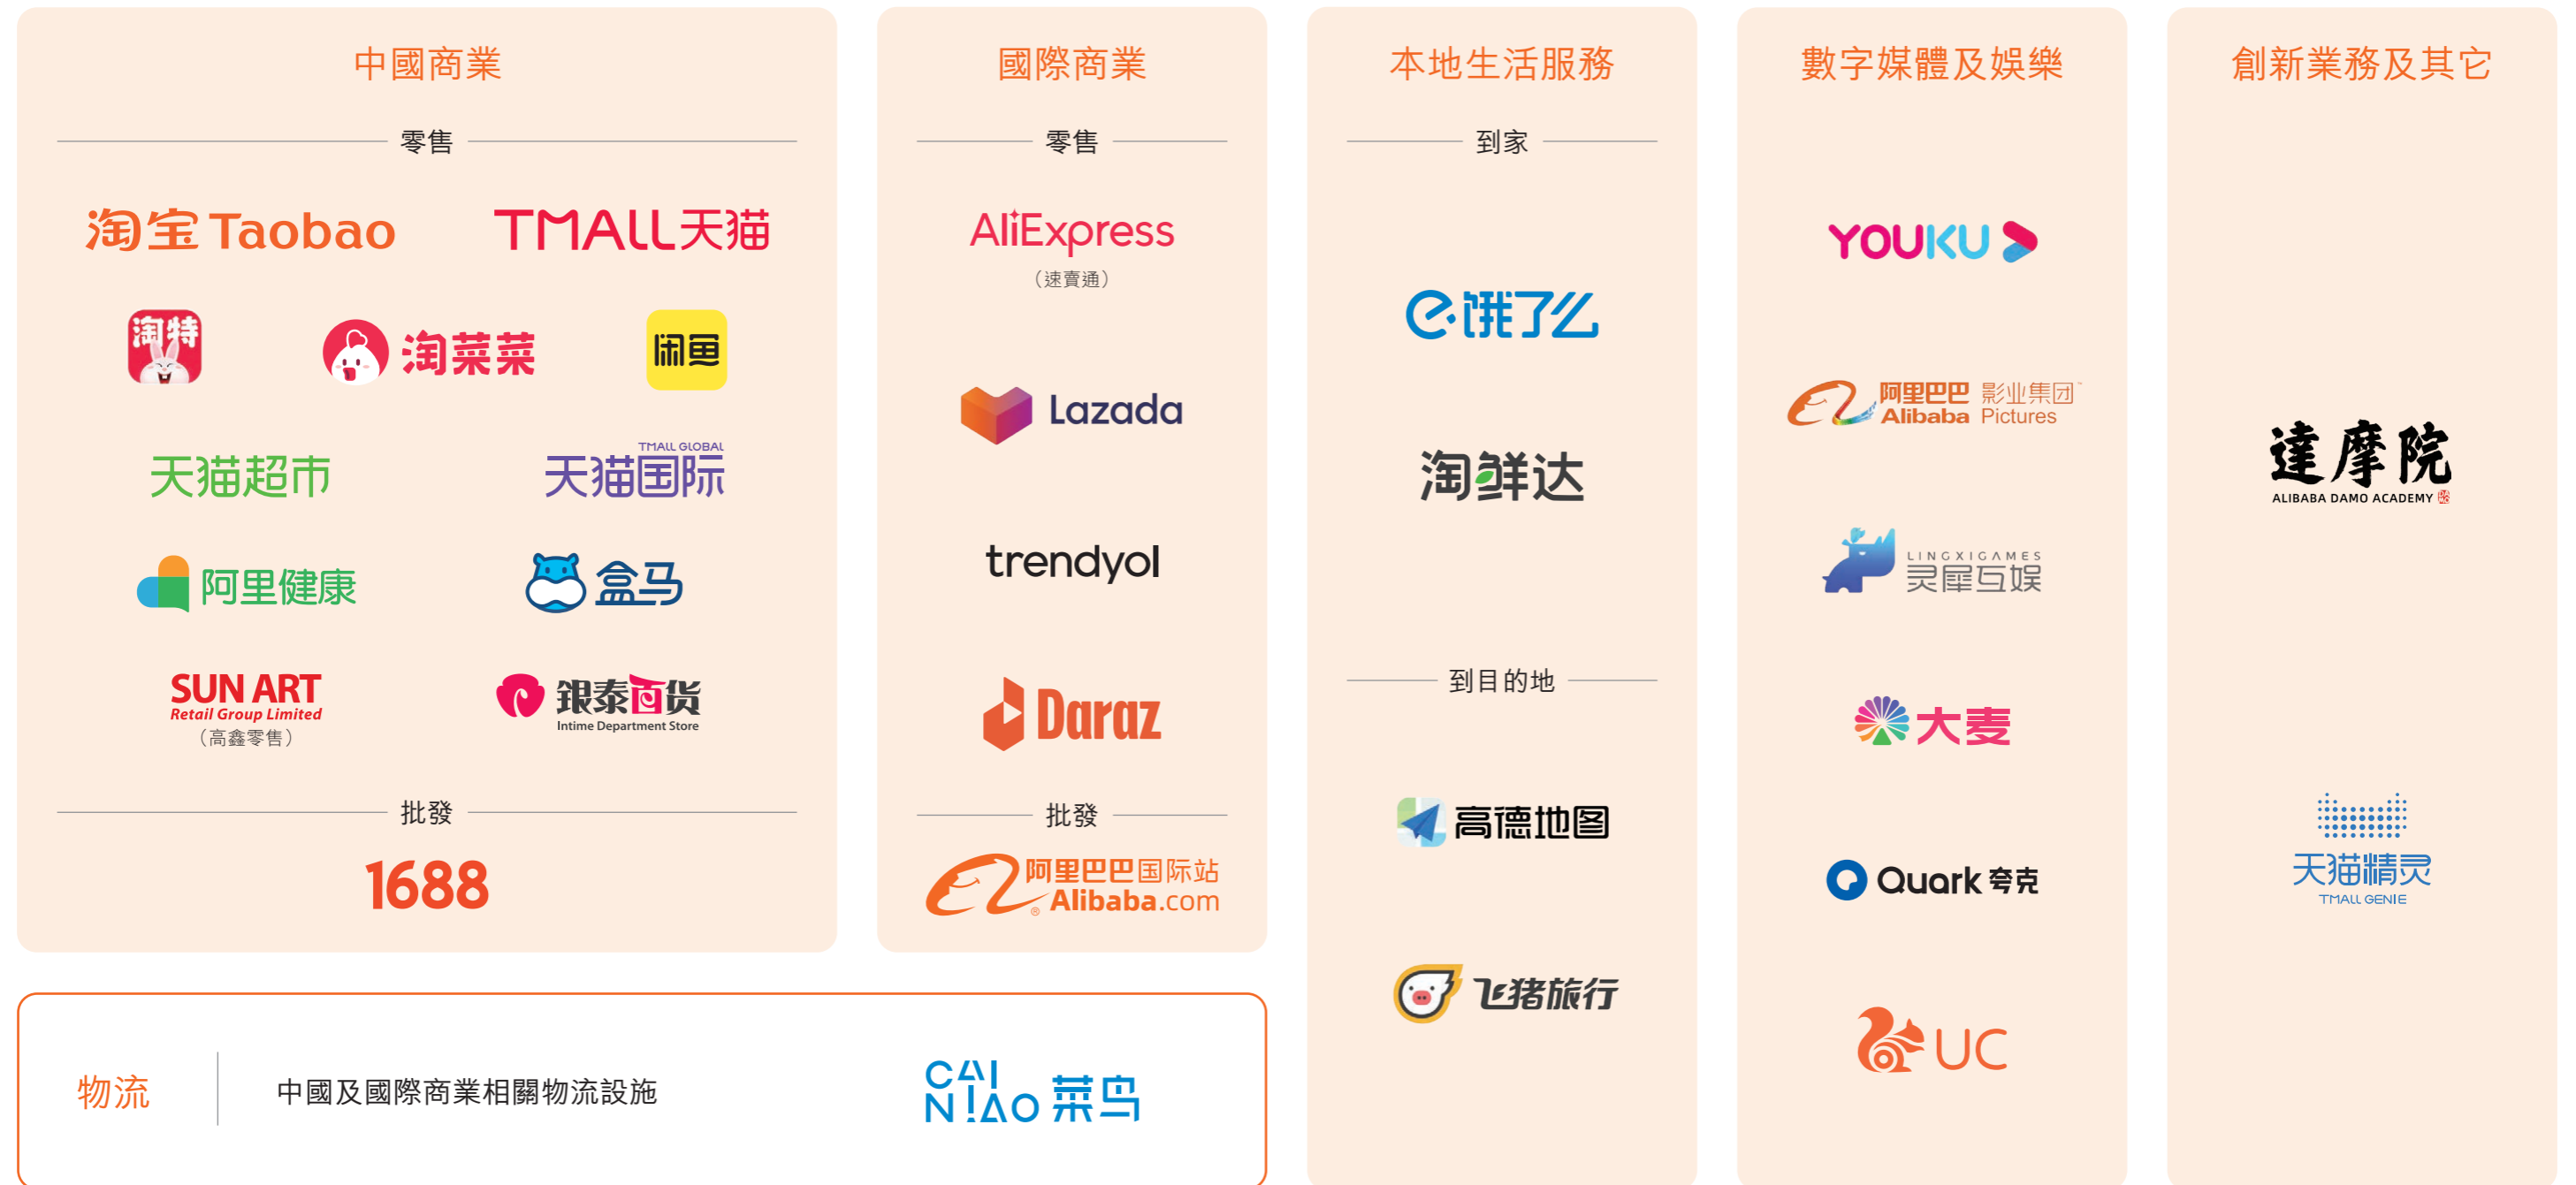 中國商業
零售
淘宝 Taobao
TMALL天猫
淘特
淘菜菜
闲鱼
天猫超市
TMALL GLOBAL
天猫国际
阿里健康
盒马
SUN ART
Retail Group Limited
（高鑫零售）
银泰百货
Intime Department Store
批發
1688
國際商業
零售
AliExpress
（速賣通）
Lazada
trendyol
Daraz
批發
阿里巴巴国际站
®Alibaba.com
物流
中國及國際商業相關物流設施
CAI
NIAO 菜鸟
本地生活服務
到家
e饿了么
淘鲜达
到目的地
高德地图
飞猪旅行
數字媒體及娛樂
YOUKU
阿里巴巴 影业集团™
Alibaba Pictures
LINGXIGAMES
灵犀互娱
大麦
Quark 夸克
UC
創新業務及其它
達摩院
ALIBABA DAMO ACADEMY
天猫精灵
TMALL GENIE